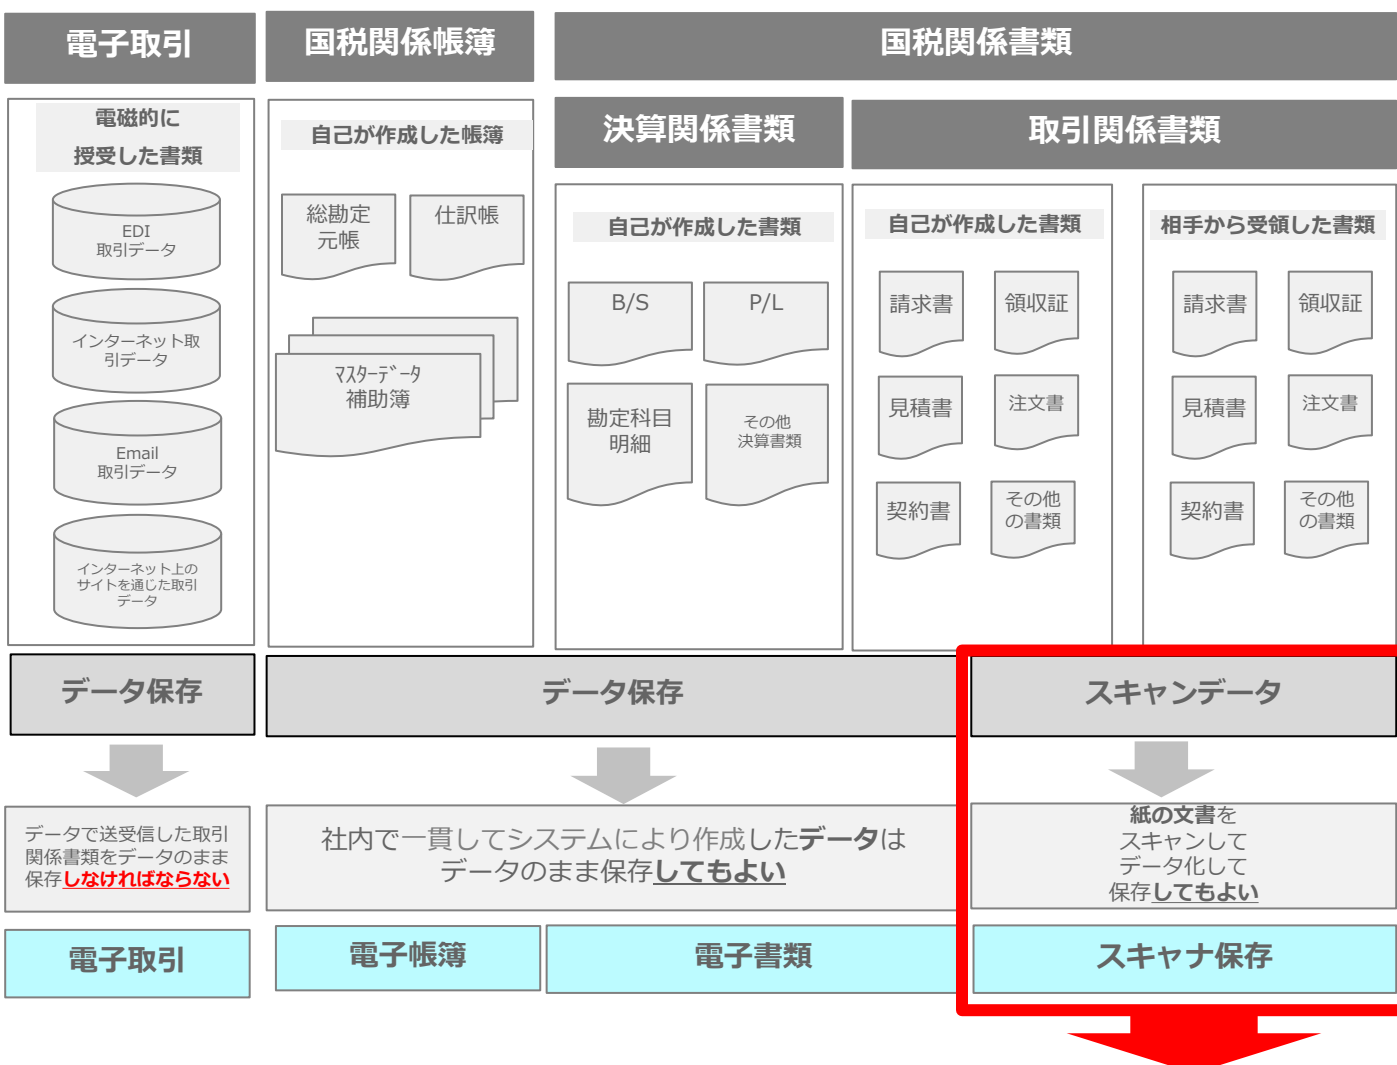 電子取引
国税関係帳簿
国税関係書類
電磁的に
授受した書類
自己が作成した帳簿
決算関係書類
取引関係書類
EDI
取引データ
インターネット取
引データ
Email
取引データ
インターネット上の
サイトを通じた取引
データ
総勘定
元帳
仕訳帳
ﾏｽﾀｰﾃﾞｰﾀ
補助簿
自己が作成した書類
B/S
P/L
勘定科目
明細
その他
決算書類
自己が作成した書類
請求書
領収証
見積書
注文書
契約書
その他
の書類
相手から受領した書類
請求書
領収証
見積書
注文書
契約書
その他
の書類
データ保存
データ保存
スキャンデータ
データで送受信した取引
関係書類をデータのまま
保存しなければならない
社内で一貫してシステムにより作成したデータは
データのまま保存してもよい
紙の文書を
スキャンして
データ化して
保存してもよい
電子取引
電子帳簿
電子書類
スキャナ保存